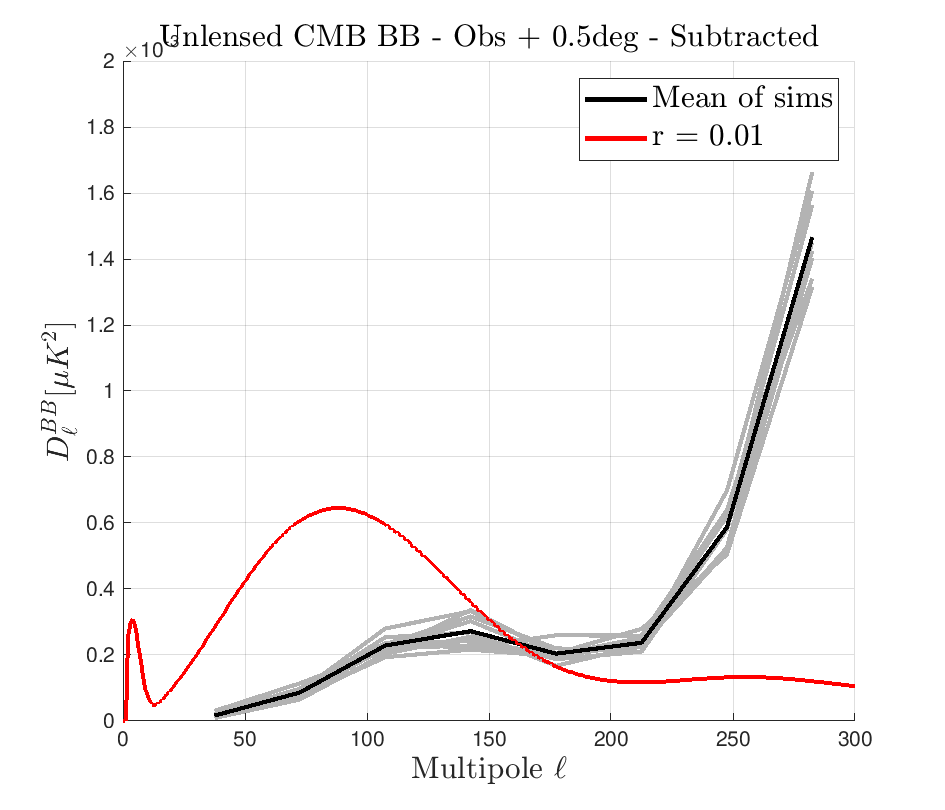 Unlensed CMB BB - Obs + 0.5deg - Subtracted
×10⁻³
2
1.8
1.6
1.4
1.2
1
0.8
0.6
0.4
0.2
0
Mean of sims
r = 0.01
D_ℓ^{BB}[μK²]
0 50 100 150 200 250 300
Multipole ℓ